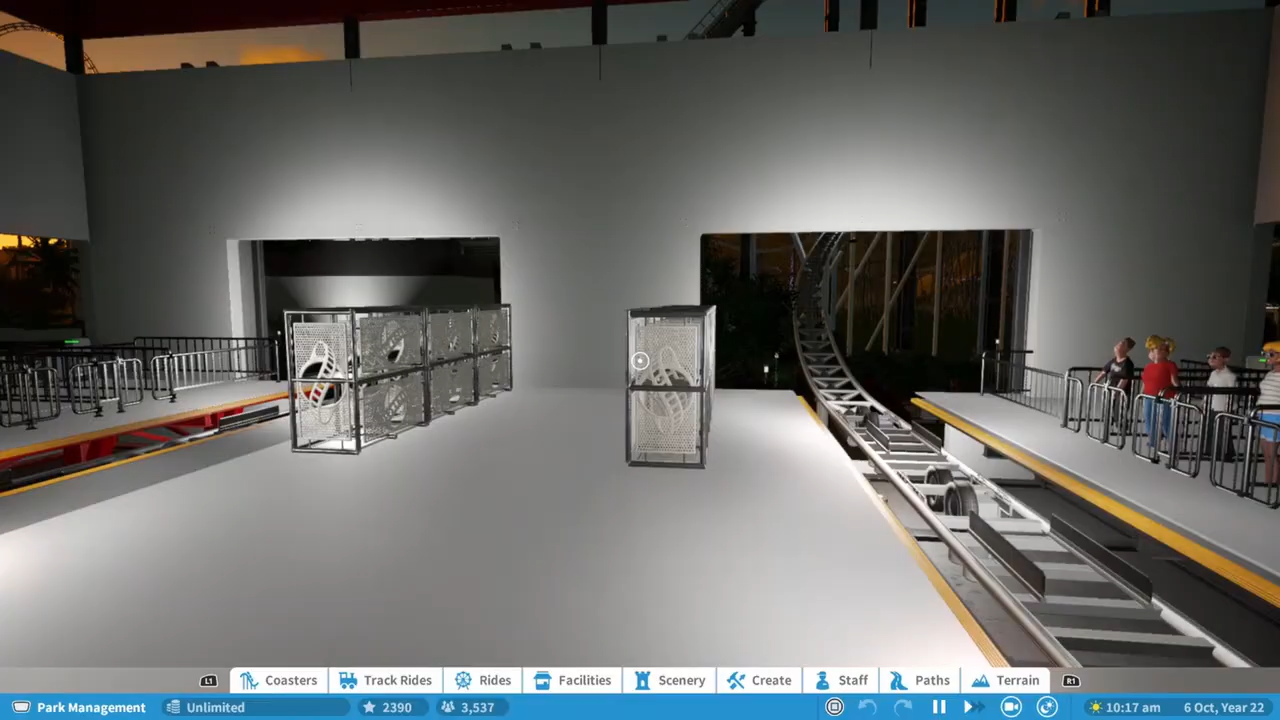 L1
Coasters
Track Rides
Rides
Facilities
Scenery
Create
Staff
Paths
Terrain
R1
Park Management
Unlimited
2390
3,537
10:17 am
6 Oct, Year 22